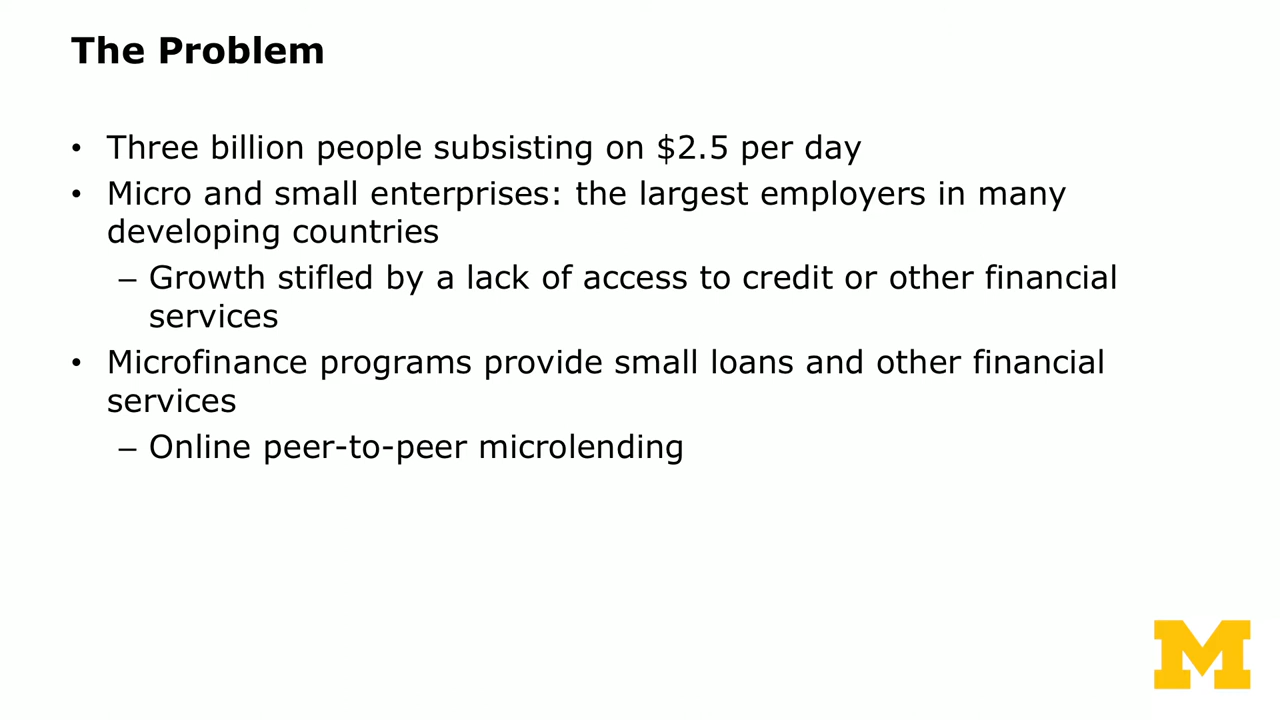 The Problem
• Three billion people subsisting on $2.5 per day
• Micro and small enterprises: the largest employers in many
developing countries
– Growth stifled by a lack of access to credit or other financial
services
• Microfinance programs provide small loans and other financial
services
– Online peer-to-peer microlending
M